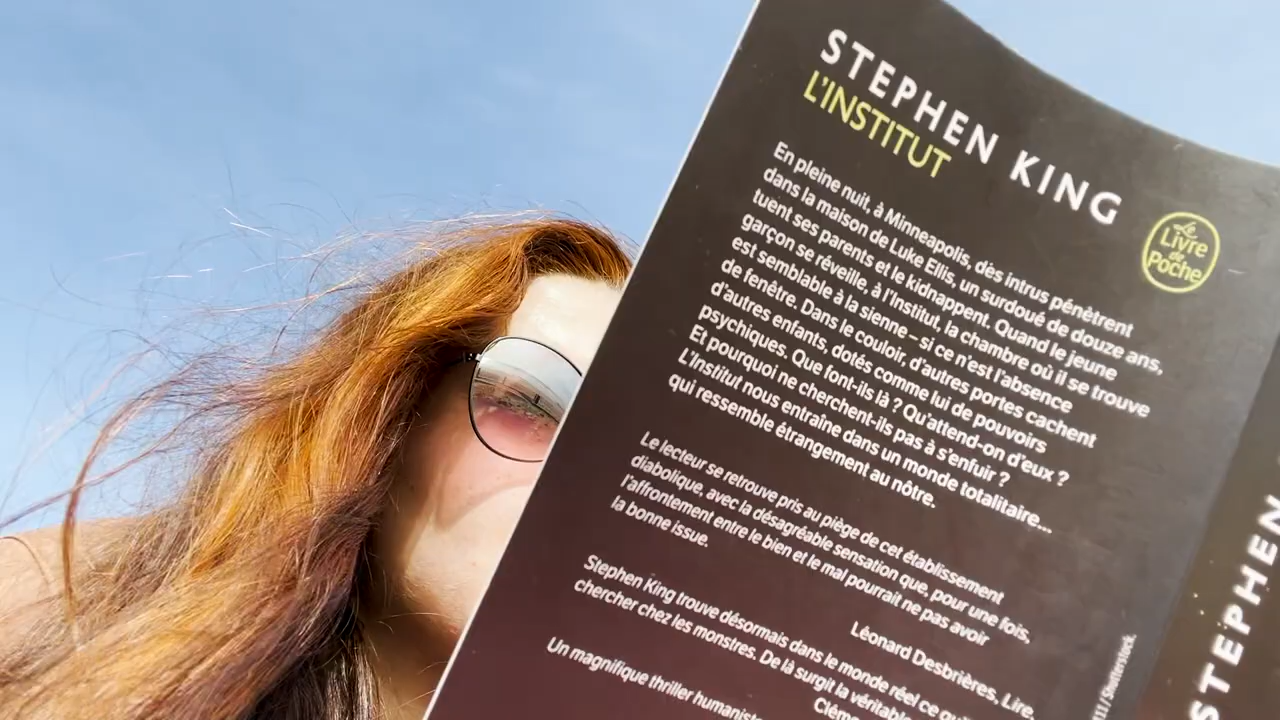 STEPHEN KING
L'INSTITUT
Le
Livre
de
Poche
En pleine nuit, à Minneapolis, dès intrus pénètrent
dans la maison de Luke Ellis, un surdoué de douze ans,
tuent ses parents et le kidnappent. Quand le jeune
garçon se réveille, à l'Institut, la chambre où il se trouve
est semblable à la sienne – si ce n'est l'absence
de fenêtre. Dans le couloir, d'autres portes cachent
d'autres enfants, dotés comme lui de pouvoirs
psychiques. Que font-ils là ? Qu'attend-on d'eux ?
Et pourquoi ne cherchent-ils pas à s'enfuir ?
L'Institut nous entraîne dans un monde totalitaire...
qui ressemble étrangement au nôtre.
Le lecteur se retrouve pris au piège de cet établissement
diabolique, avec la désagréable sensation que, pour une fois,
l'affrontement entre le bien et le mal pourrait ne pas avoir
la bonne issue.
Léonard Desbrières, Lire.
Stephen King trouve désormais dans le monde réel ce qu'il
chercher chez les monstres. De là surgit la véritable
Un magnifique thriller humaniste
/ Shutterstock.
STEPHEN